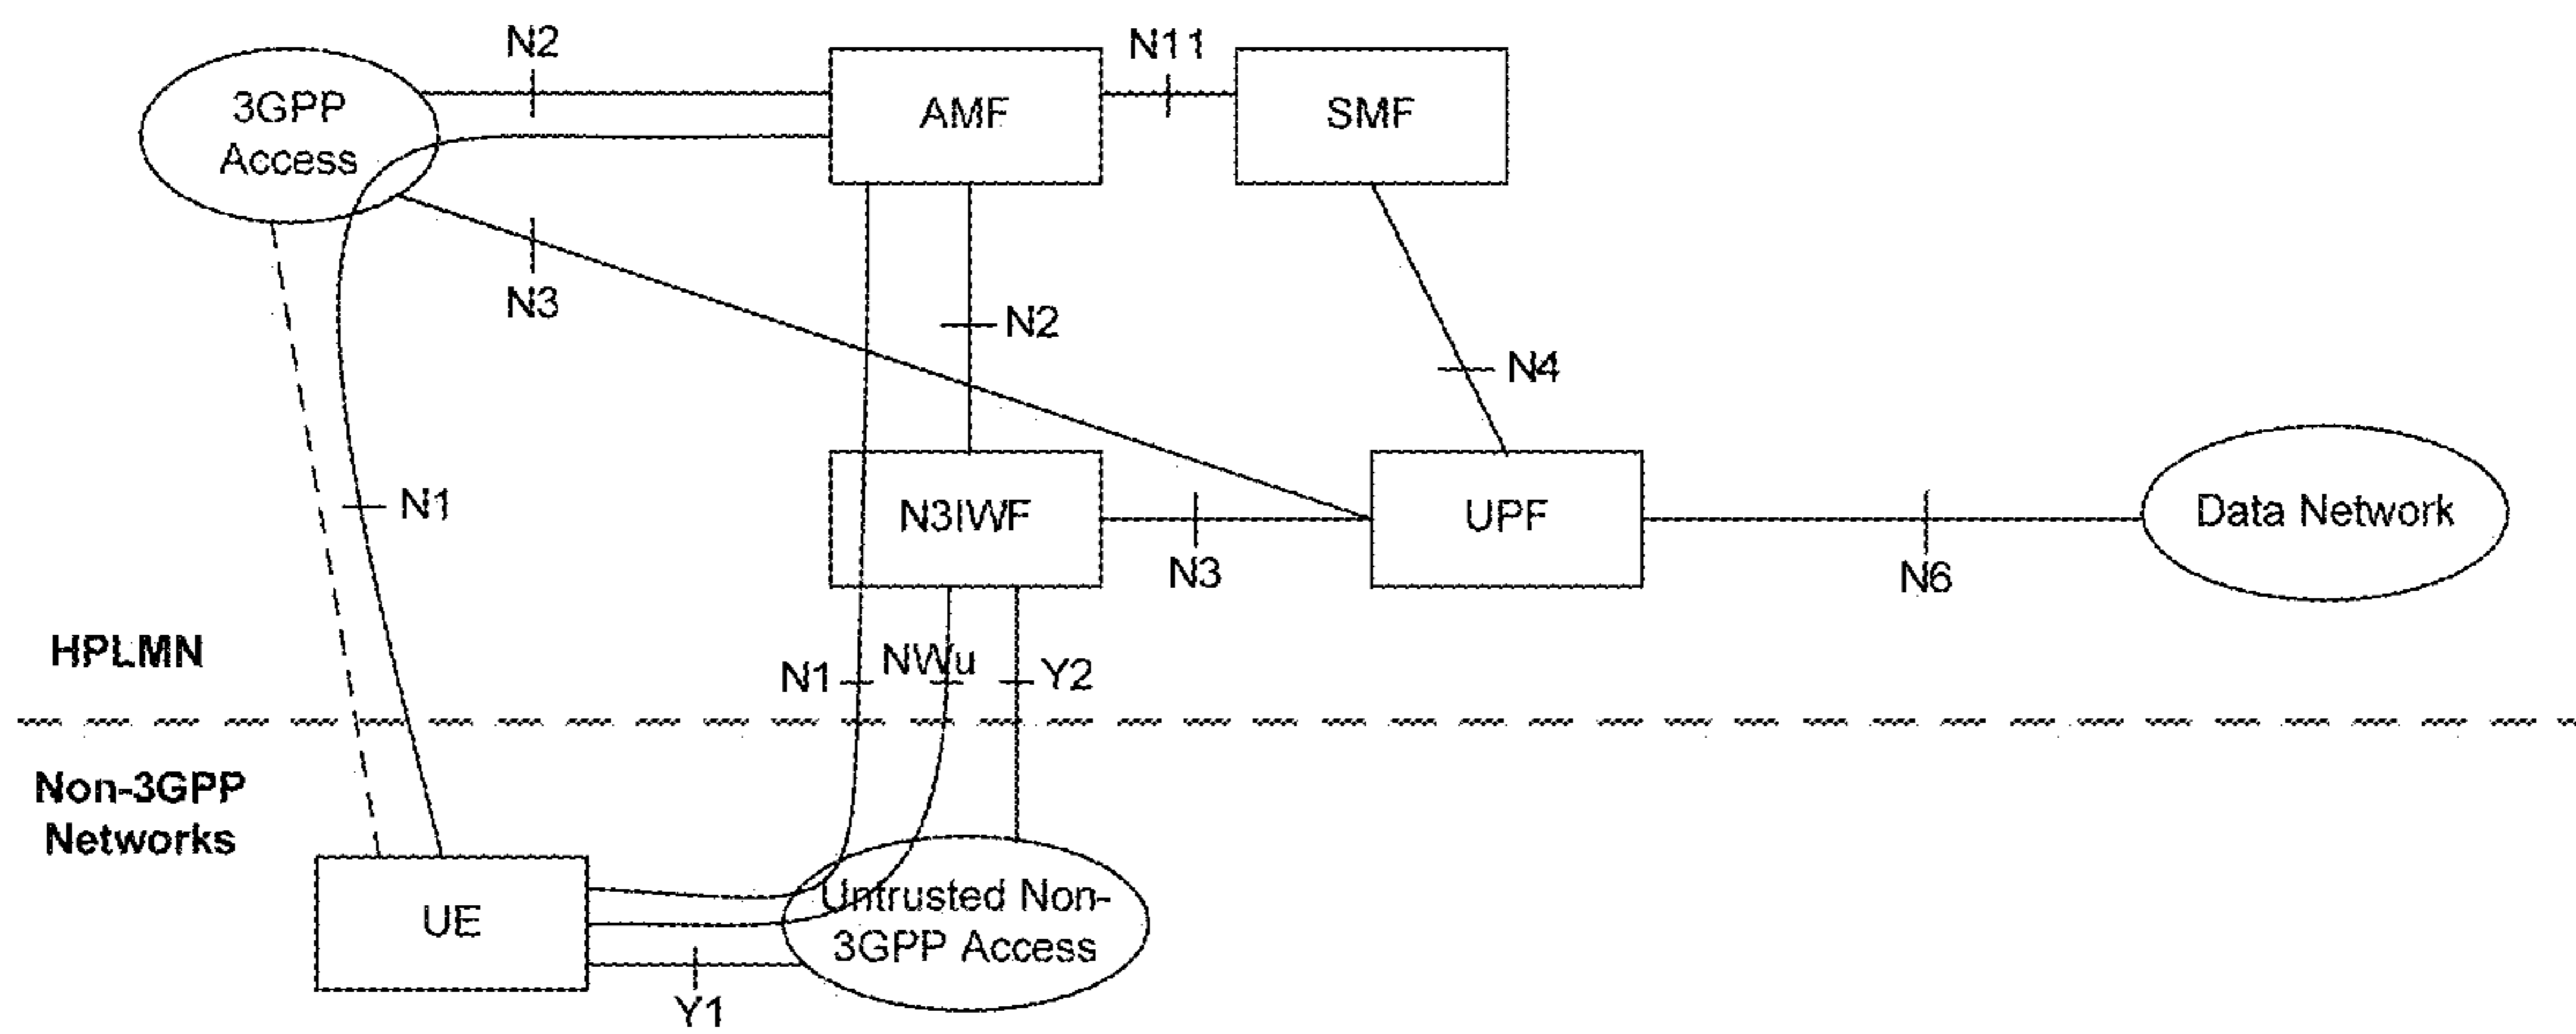 N2
N11
3GPP
Access
AMF
SMF
N3
N2
N4
N1
N3IWF
UPF
Data Network
N3
N6
HPLMN
N1
NWu
Y2
Non-3GPP
Networks
UE
Untrusted Non-
3GPP Access
Y1